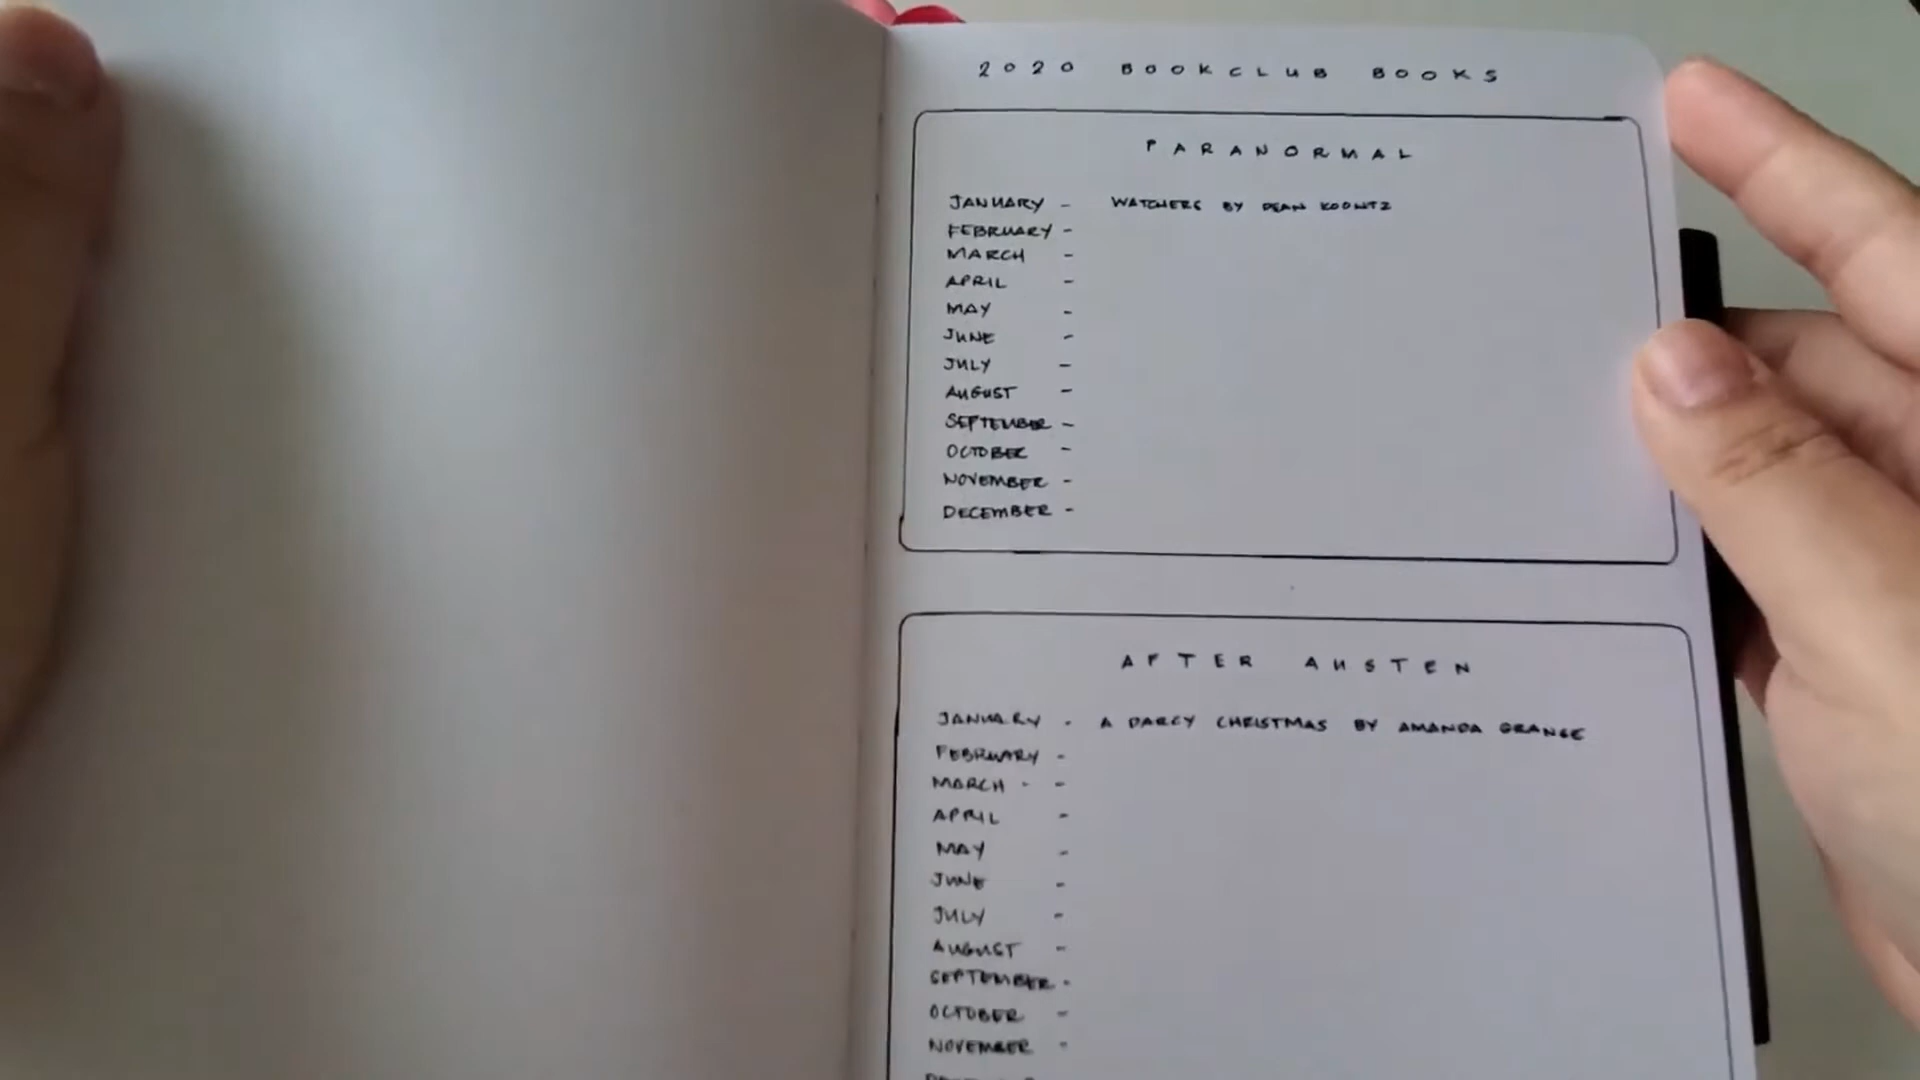 2020 BOOKCLUB BOOKS
PARANORMAL
JANUARY - WATCHERS BY DEAN KOONTZ
FEBRUARY -
MARCH -
APRIL -
MAY -
JUNE -
JULY -
AUGUST -
SEPTEMBER -
OCTOBER -
NOVEMBER -
DECEMBER -
AFTER AUSTEN
JANUARY - A DARCY CHRISTMAS BY AMANDA GRANGE
FEBRUARY -
MARCH - -
APRIL -
MAY -
JUNE -
JULY -
AUGUST -
SEPTEMBER -
OCTOBER -
NOVEMBER -